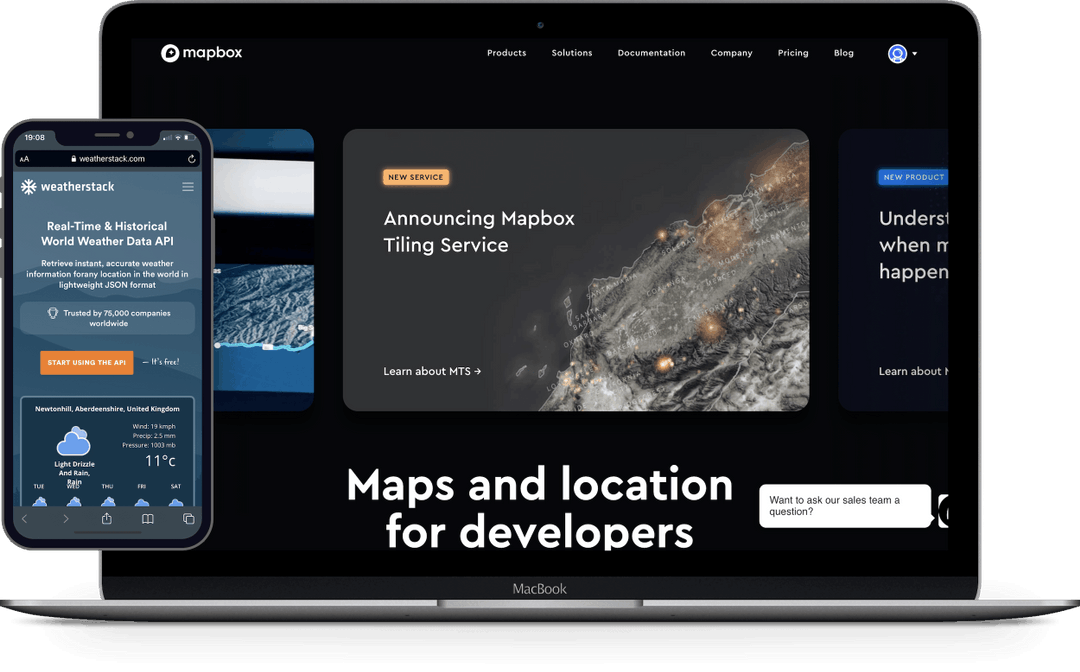 mapbox
Products Solutions Documentation Company Pricing Blog
NEW SERVICE
Announcing Mapbox
Tiling Service
Learn about MTS →
NEW PRODUCT
Underst
when m
happen
Learn about M
Maps and location
for developers
Want to ask our sales team a
question?
MacBook
19:08
AA weatherstack.com
weatherstack
Real-Time & Historical
World Weather Data API
Retrieve instant, accurate weather
information forany location in the world in
lightweight JSON format
Trusted by 75,000 companies
worldwide
START USING THE API — It's free!
Newtonhill, Aberdeenshire, United Kingdom
Wind: 19 kmph
Precip: 2.5 mm
Pressure: 1003 mb
11°c
Light Drizzle
And Rain,
Rain
TUE WED THU FRI SAT